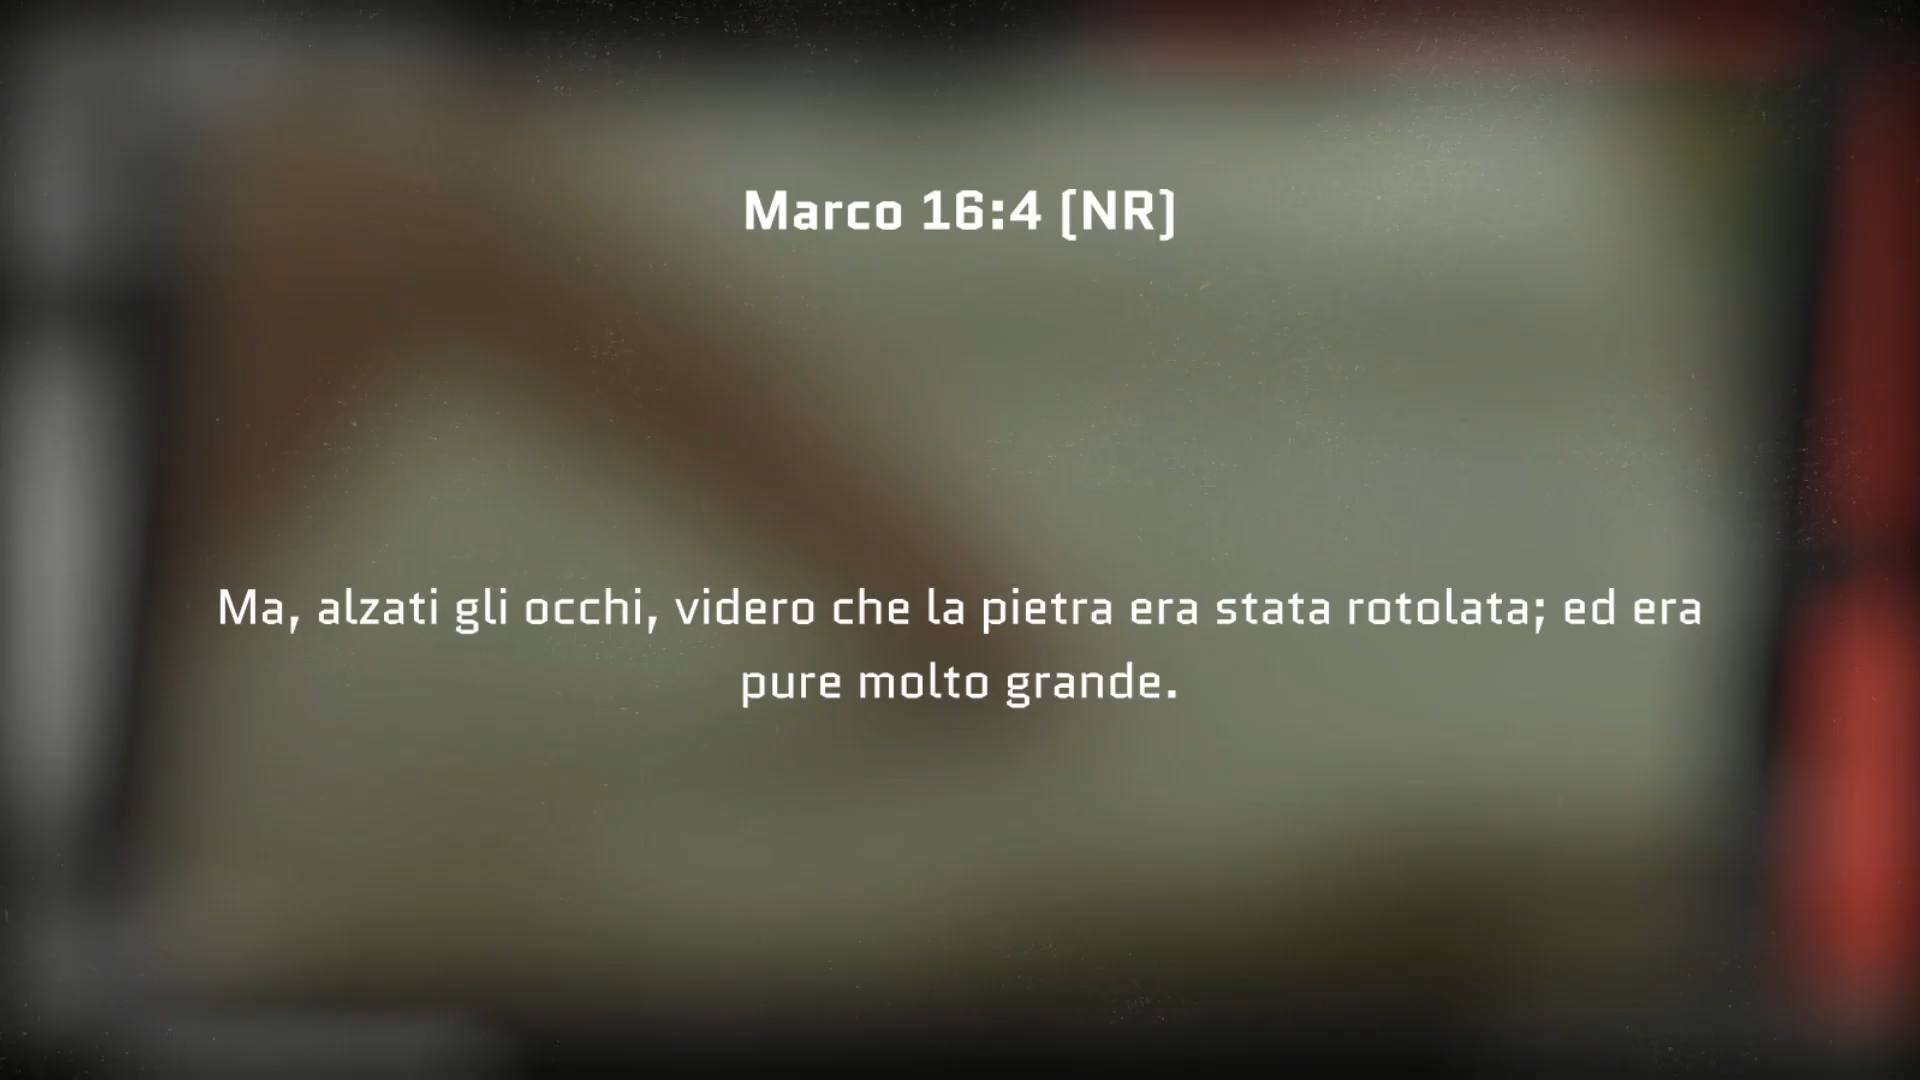 Marco 16:4 (NR)
Ma, alzati gli occhi, videro che la pietra era stata rotolata; ed era
pure molto grande.